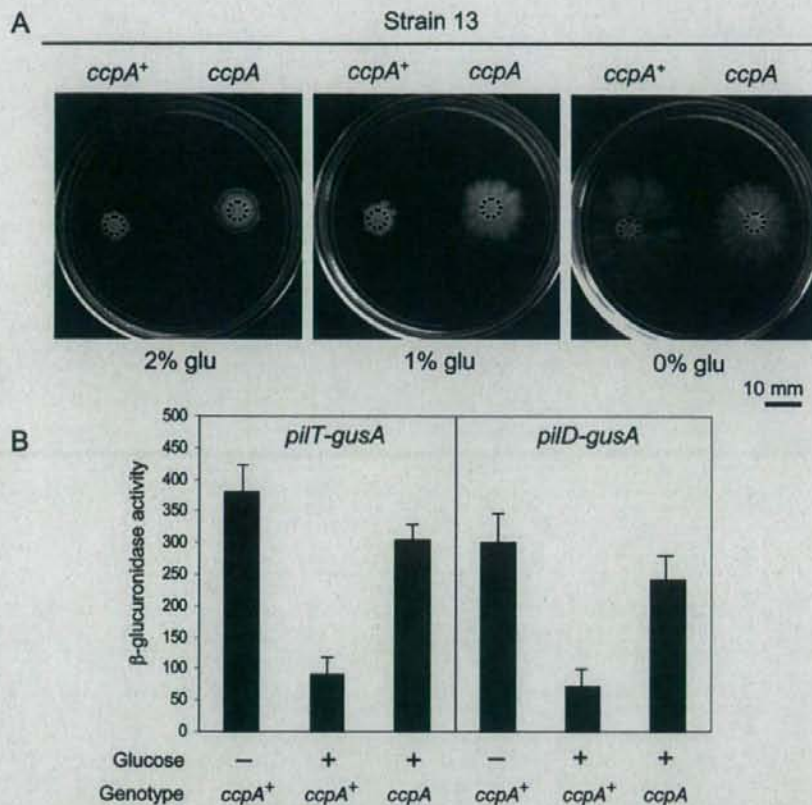 A
Strain 13
ccpA+ ccpA ccpA+ ccpA ccpA+ ccpA
2% glu 1% glu 0% glu
10 mm
B
β-glucuronidase activity
500
450
400
350
300
250
200
150
100
50
0
pilT-gusA pilD-gusA
Glucose – + + – + +
Genotype ccpA+ ccpA+ ccpA ccpA+ ccpA+ ccpA